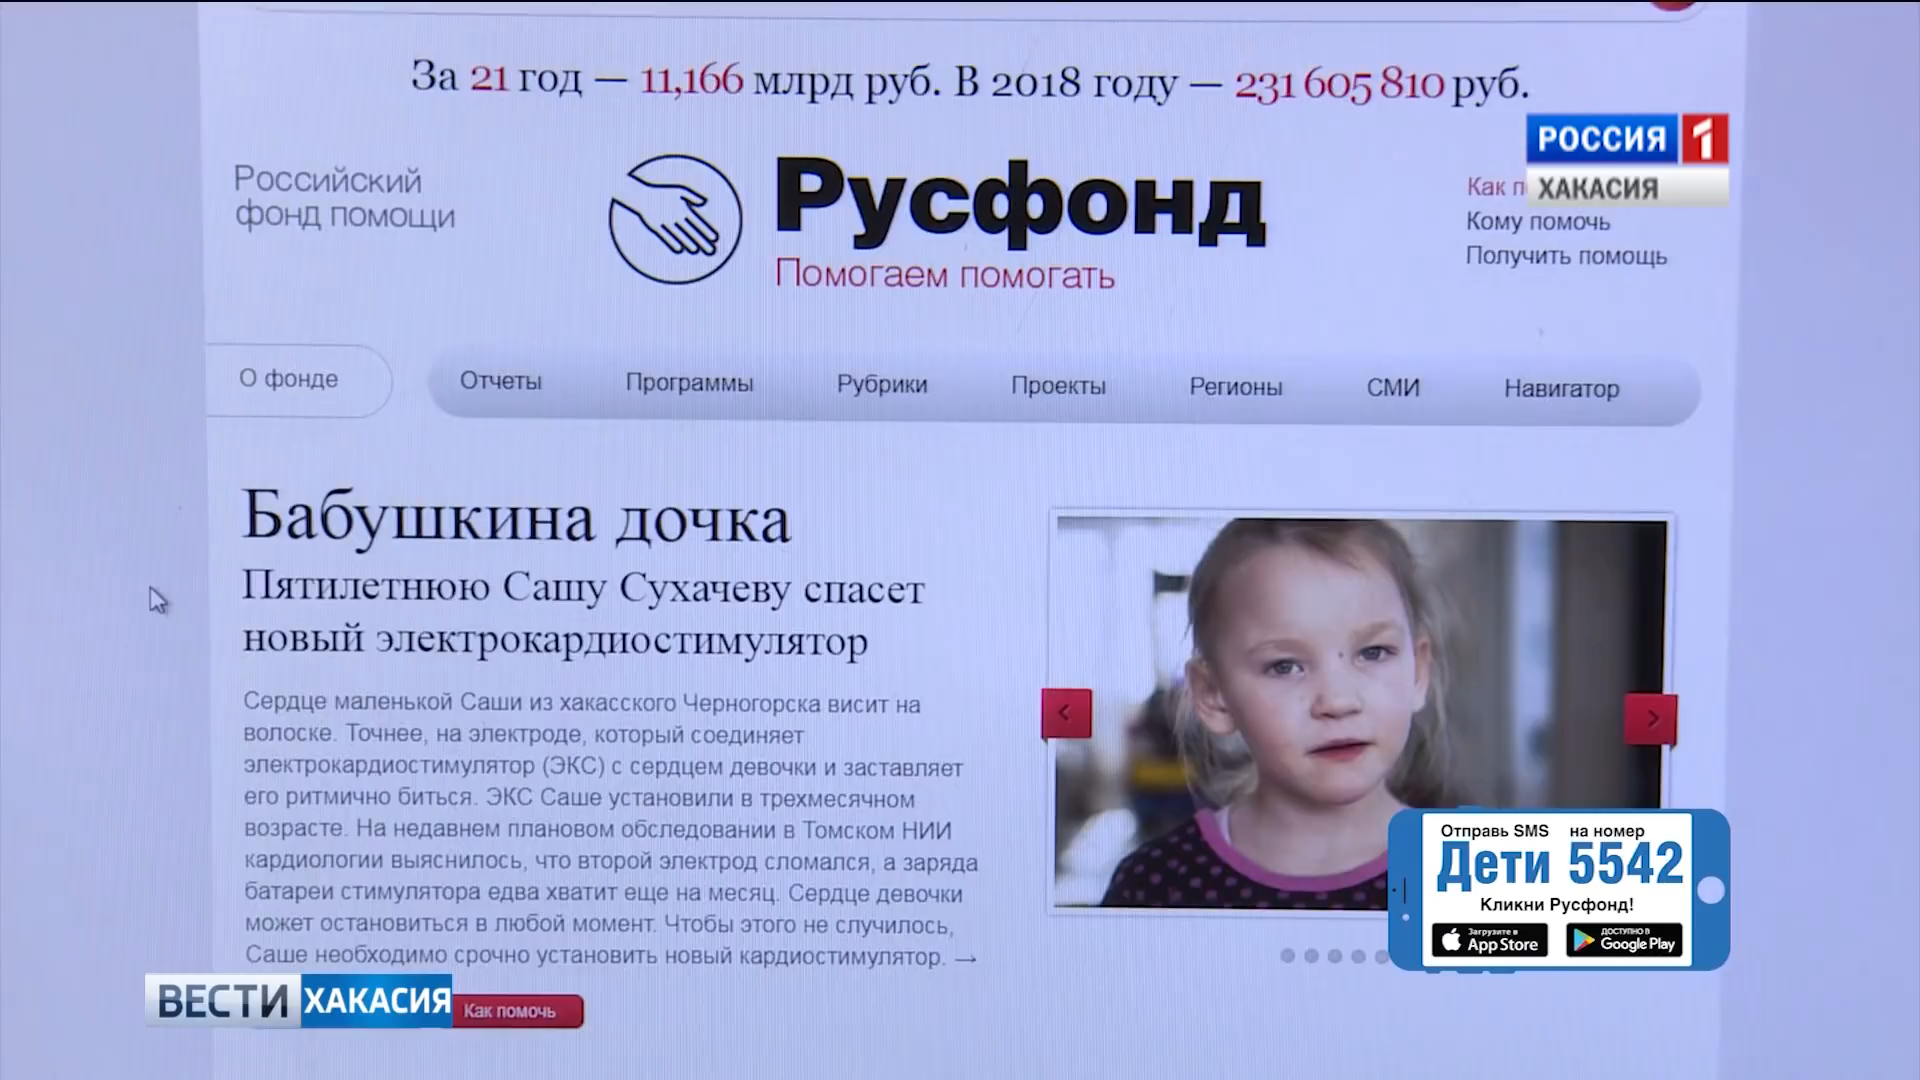 За 21 год — 11,166 млрд руб. В 2018 году — 231 605 810 руб.
РОССИЯ 1
ХАКАСИЯ
Российский
фонд помощи
Русфонд
Помогаем помогать
Как п
Кому помочь
Получить помощь
О фонде
Отчеты
Программы
Рубрики
Проекты
Регионы
СМИ
Навигатор
Бабушкина дочка
Пятилетнюю Сашу Сухачеву спасет
новый электрокардиостимулятор
Сердце маленькой Саши из хакасского Черногорска висит на
волоске. Точнее, на электроде, который соединяет
электрокардиостимулятор (ЭКС) с сердцем девочки и заставляет
его ритмично биться. ЭКС Саше установили в трехмесячном
возрасте. На недавнем плановом обследовании в Томском НИИ
кардиологии выяснилось, что второй электрод сломался, а заряда
батареи стимулятора едва хватит еще на месяц. Сердце девочки
может остановиться в любой момент. Чтобы этого не случилось,
Саше необходимо срочно установить новый кардиостимулятор. →
Отправь SMS на номер
Дети 5542
Кликни Русфонд!
Загрузите в
App Store
ДОСТУПНО В
Google Play
ВЕСТИ ХАКАСИЯ
Как помочь